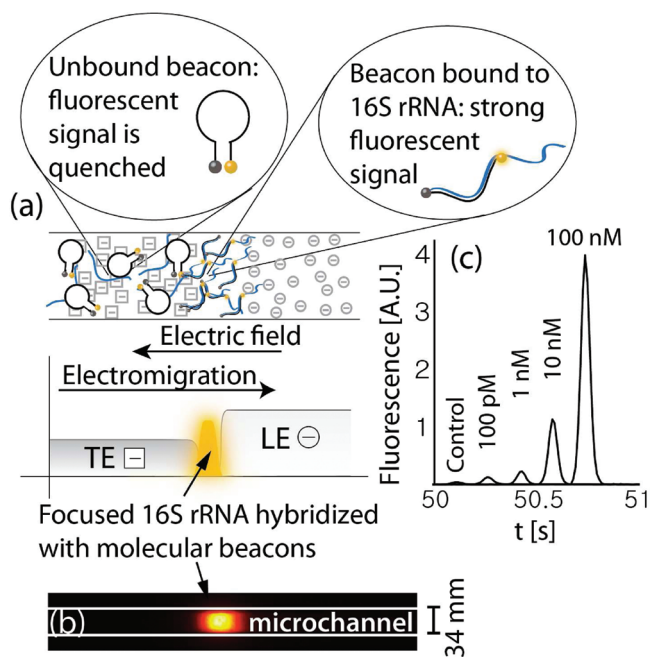 Unbound beacon:
fluorescent
signal is
quenched
Beacon bound to
16S rRNA: strong
fluorescent
signal
(a)
Electric field
Electromigration
TE
LE
Focused 16S rRNA hybridized
with molecular beacons
(b)
microchannel
34 mm
(c)
Fluorescence [A.U.]
4
3
2
1
Control
100 pM
1 nM
10 nM
100 nM
50
50.5
51
t [s]